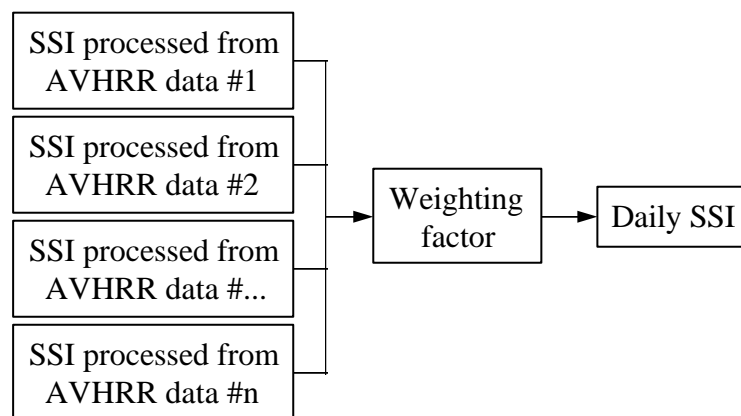 SSI processed from
AVHRR data #1
SSI processed from
AVHRR data #2
SSI processed from
AVHRR data #...
SSI processed from
AVHRR data #n
Weighting
factor
Daily SSI